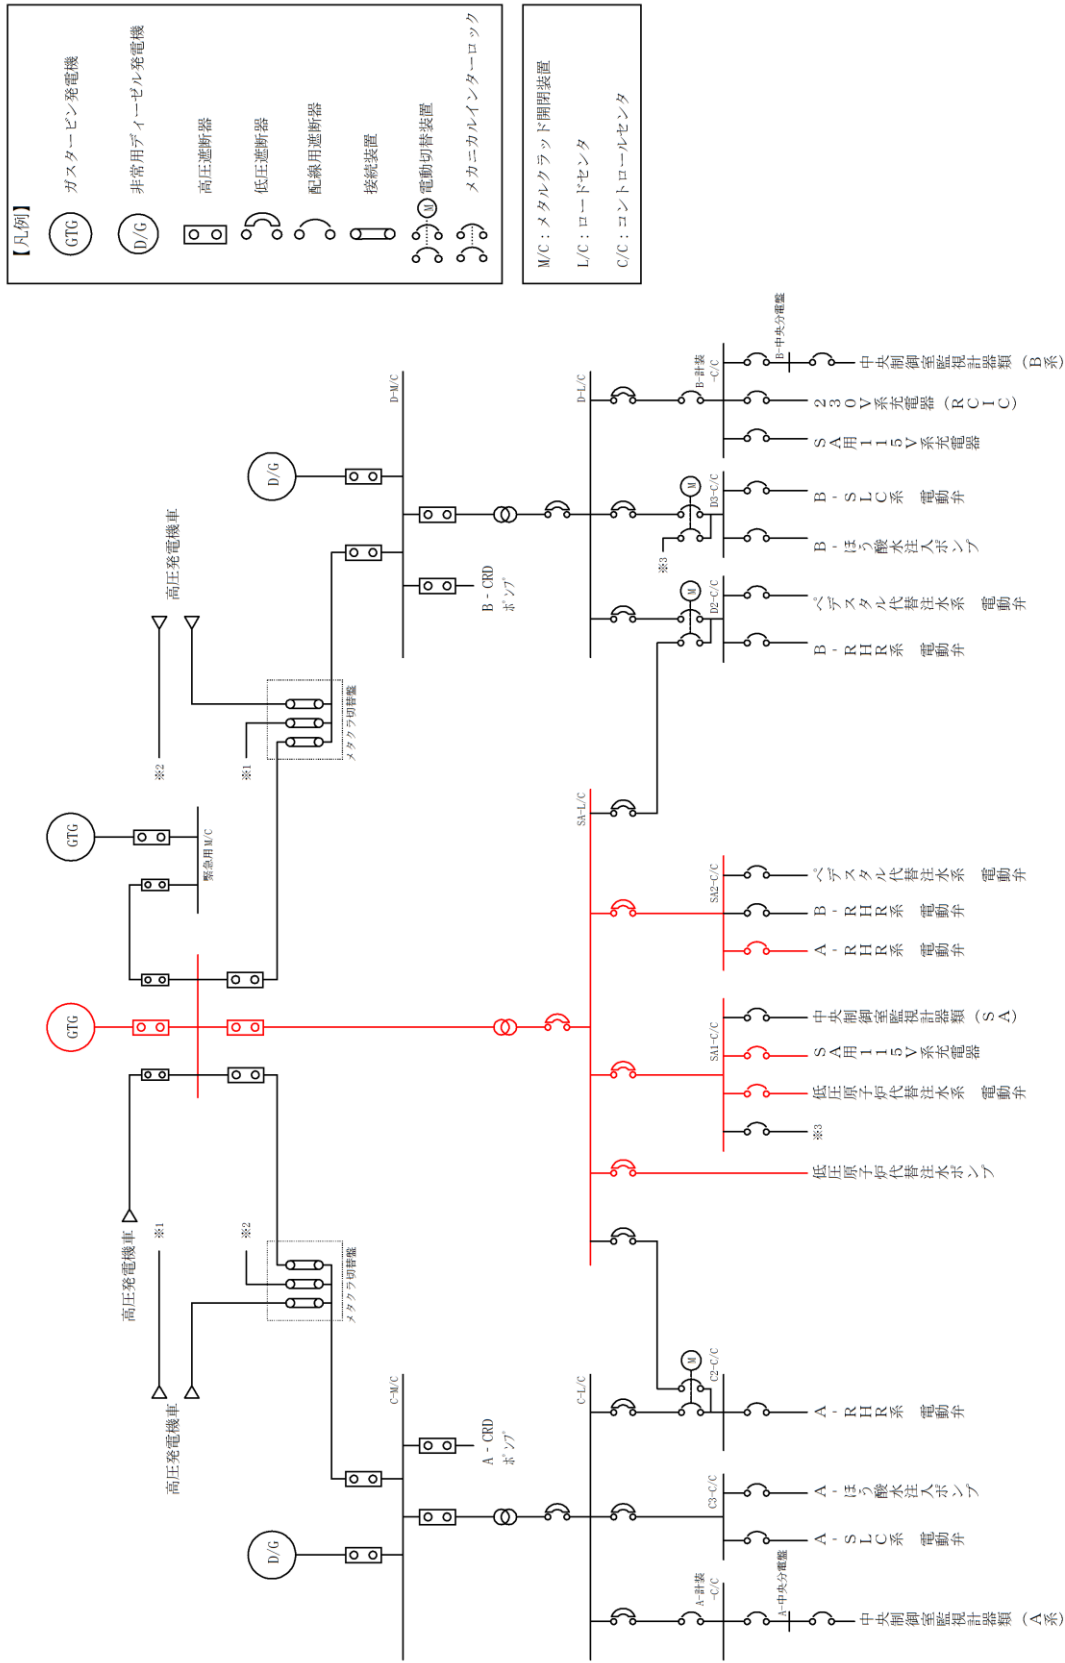 【凡例】
GTG ガスタービン発電機
D/G 非常用ディーゼル発電機
高圧遮断器
低圧遮断器
配線用遮断器
接続装置
M 電動切替装置
メカニカルインターロック
M/C：メタルクラッド開閉装置
L/C：ロードセンタ
C/C：コントロールセンタ
高圧発電機車
高圧発電機車
※1
※2
D/G
メタクラ切替盤
C-M/C
A-CRD
ポンプ
GTG
GTG
緊急用M/C
高圧発電機車
※2
※1
メタクラ切替盤
D/G
D-M/C
B-CRD
ポンプ
C-L/C
SA-L/C
D-L/C
A-計装
-C/C
A-中央分電盤
中央制御室監視計器類（A系）
C3-C/C
A-SLC系 電動弁
A-ほう酸水注入ポンプ
M
C2-C/C
A-RHR系 電動弁
低圧原子炉代替注水ポンプ
SA1-C/C
※3
低圧原子炉代替注水系 電動弁
SA用115V系充電器
中央制御室監視計器類（SA）
SA2-C/C
A-RHR系 電動弁
B-RHR系 電動弁
ペデスタル代替注水系 電動弁
M
D2-C/C
B-RHR系 電動弁
ペデスタル代替注水系 電動弁
※3
M
D3-C/C
B-ほう酸水注入ポンプ
B-SLC系 電動弁
B-計装
-C/C
SA用115V系充電器
230V系充電器（RCIC）
B-中央分電盤
中央制御室監視計器類（B系）